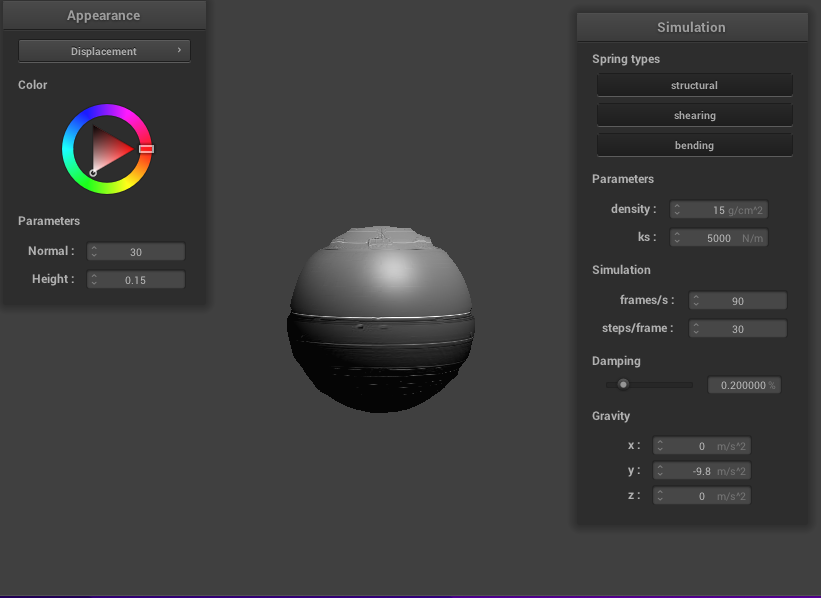 Appearance
Displacement
Color
Parameters
Normal : 30
Height : 0.15
Simulation
Spring types
structural
shearing
bending
Parameters
density : 15 g/cm^2
ks : 5000 N/m
Simulation
frames/s : 90
steps/frame : 30
Damping
0.200000 %
Gravity
x : 0 m/s^2
y : -9.8 m/s^2
z : 0 m/s^2